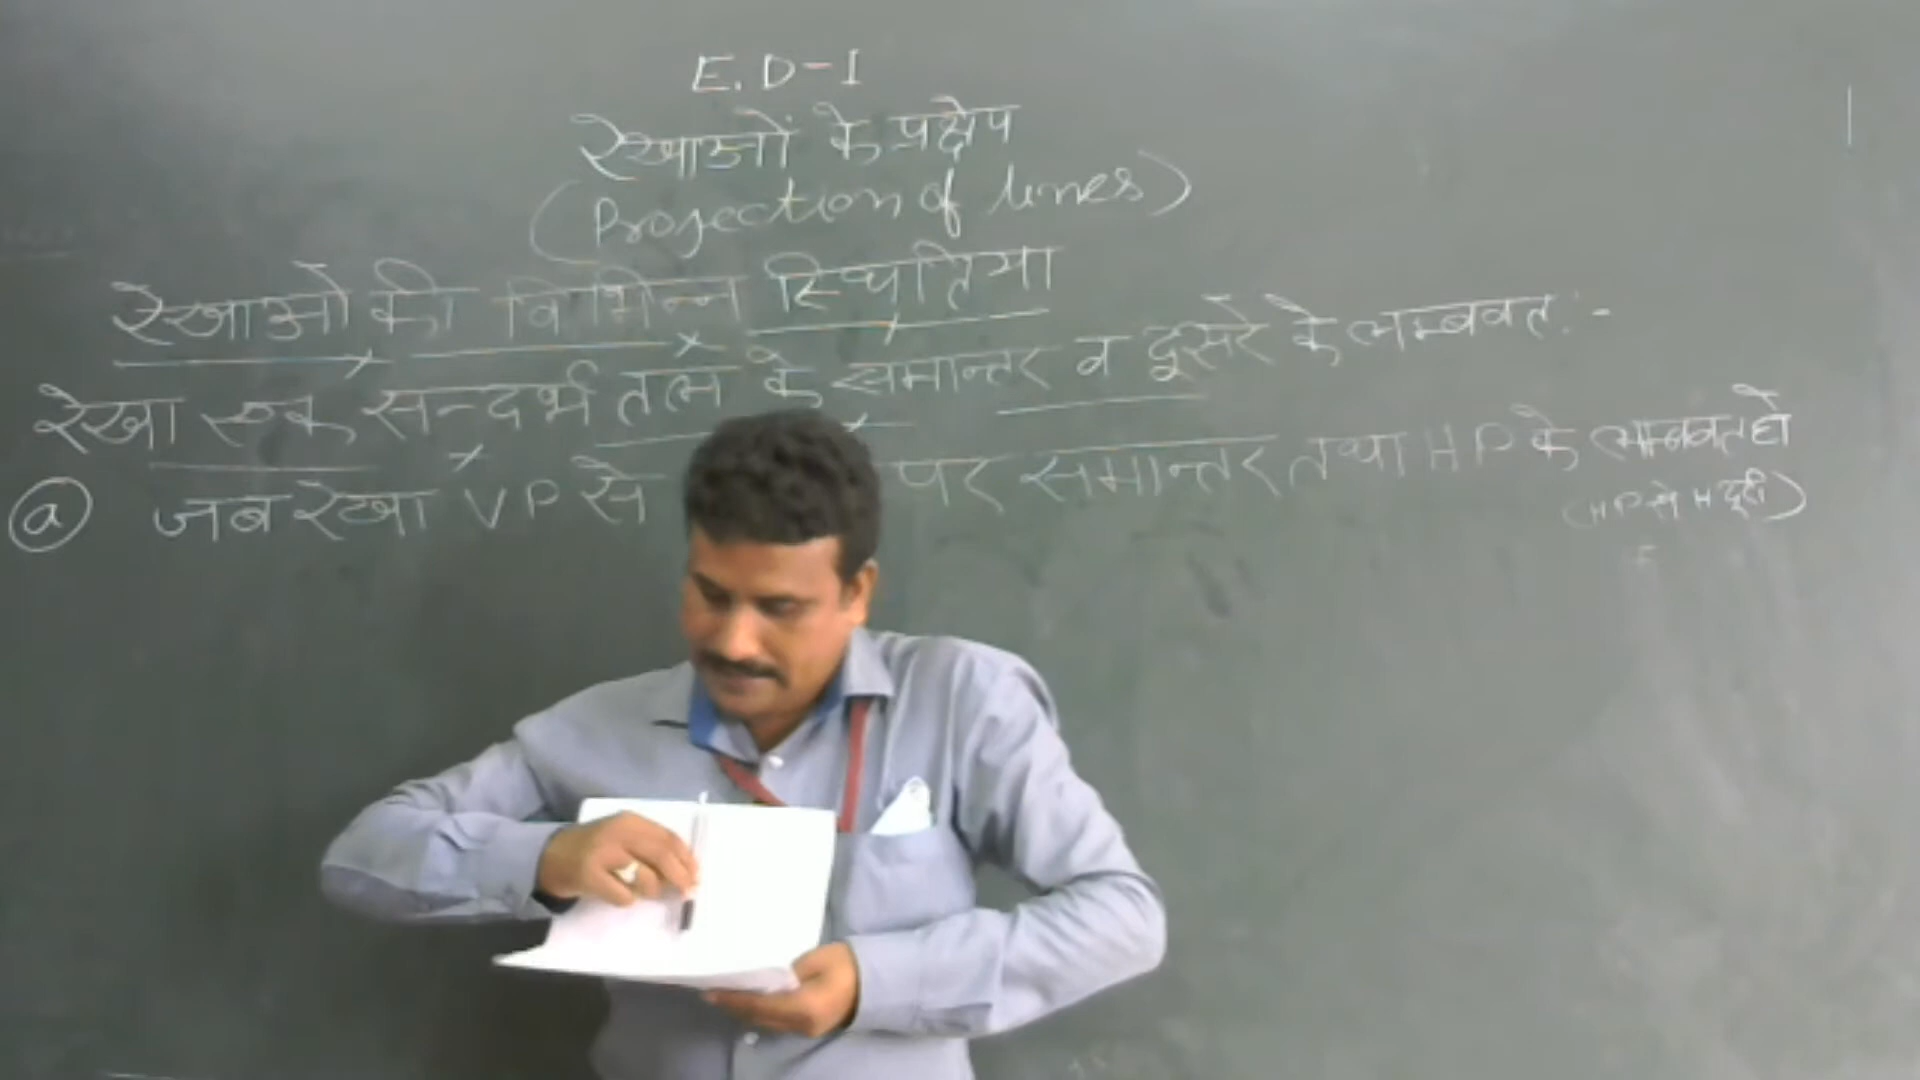 E.D-1
रेखाओं के प्रक्षेप
(Projection of lines)
रेखाओ की विभिन्न स्थितिया
रेखा एक सन्दर्भ तल के समान्तर व दूसरे के लम्बवत :-
(a) जब रेखा VP से पर समान्तर तथा HP के लम्बवत हो
(HP से H दूरी)